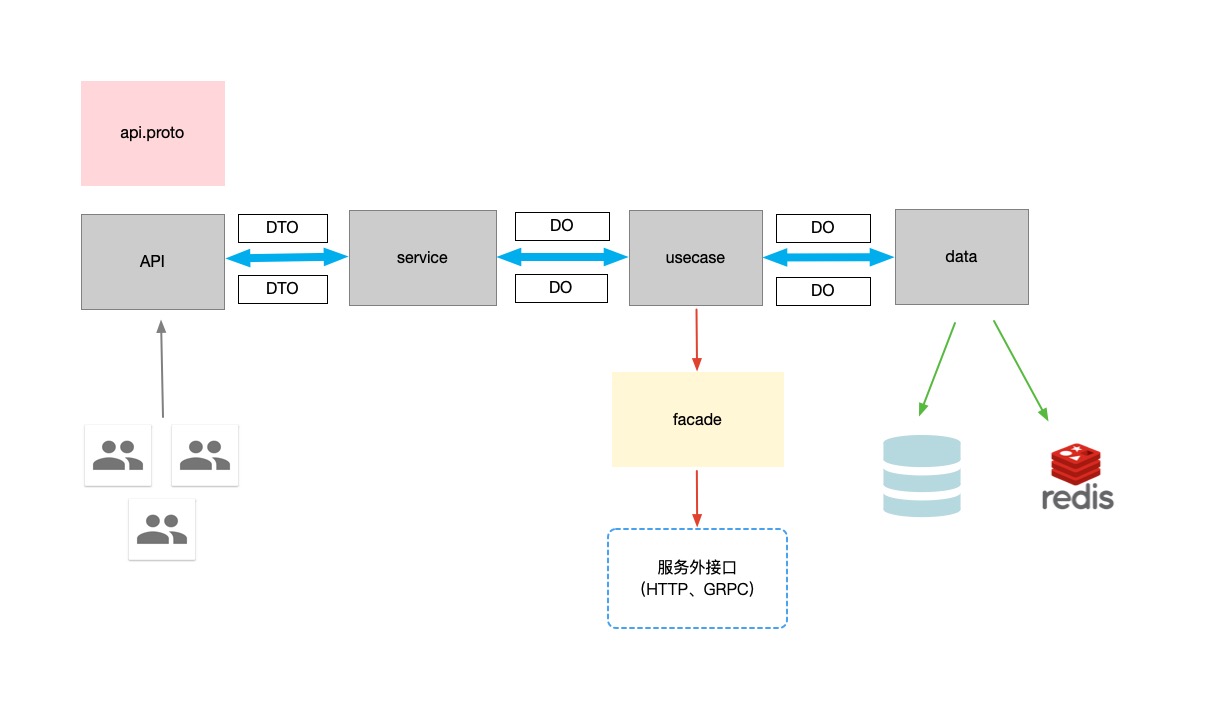 api.proto
API
DTO
DTO
service
DO
DO
usecase
DO
DO
data
facade
服务外接口
(HTTP、GRPC)
redis